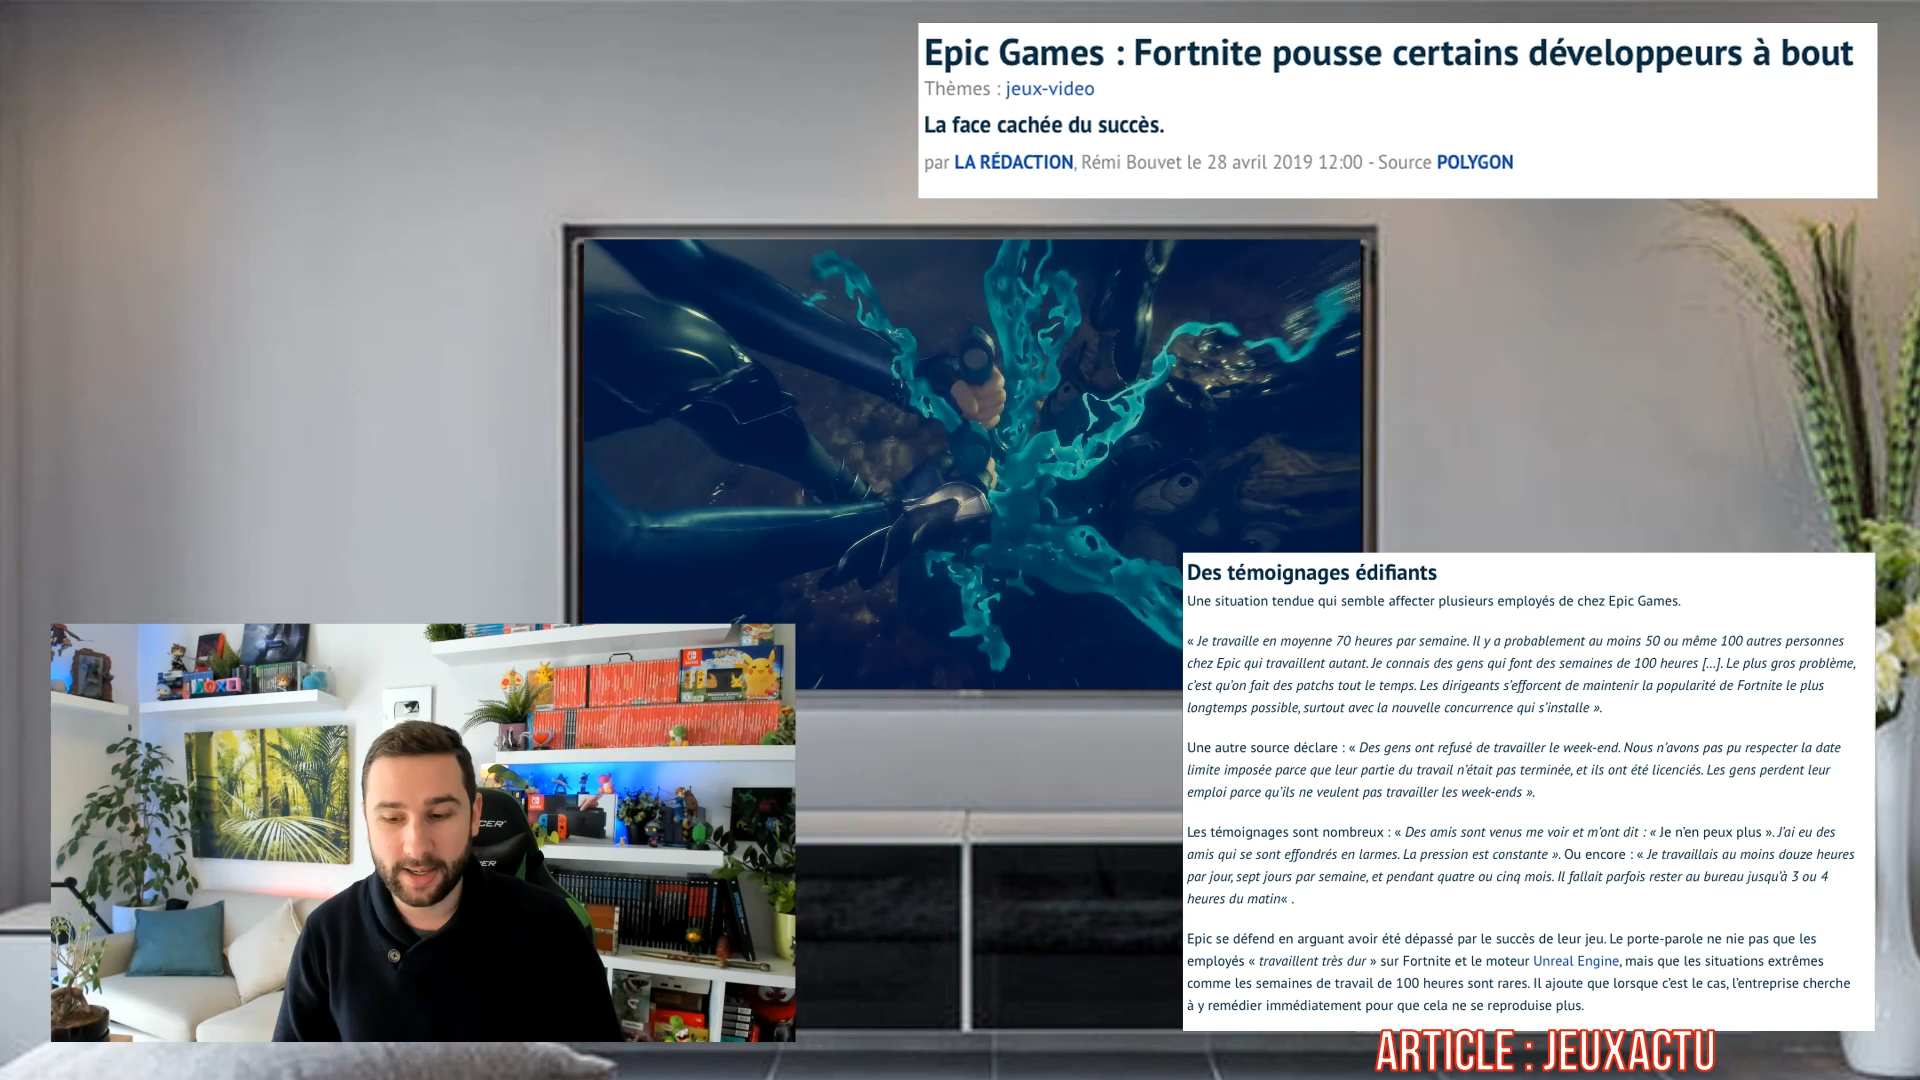 Epic Games : Fortnite pousse certains développeurs à bout
Thèmes : jeux-video
La face cachée du succès.
par LA RÉDACTION, Rémi Bouvet le 28 avril 2019 12:00 - Source POLYGON
Des témoignages édifiants
Une situation tendue qui semble affecter plusieurs employés de chez Epic Games.
« Je travaille en moyenne 70 heures par semaine. Il y a probablement au moins 50 ou même 100 autres personnes
chez Epic qui travaillent autant. Je connais des gens qui font des semaines de 100 heures [...]. Le plus gros problème,
c'est qu'on fait des patchs tout le temps. Les dirigeants s'efforcent de maintenir la popularité de Fortnite le plus
longtemps possible, surtout avec la nouvelle concurrence qui s'installe ».
Une autre source déclare : « Des gens ont refusé de travailler le week-end. Nous n'avons pas pu respecter la date
limite imposée parce que leur partie du travail n'était pas terminée, et ils ont été licenciés. Les gens perdent leur
emploi parce qu'ils ne veulent pas travailler les week-ends ».
Les témoignages sont nombreux : « Des amis sont venus me voir et m'ont dit : « Je n'en peux plus ». J'ai eu des
amis qui se sont effondrés en larmes. La pression est constante ». Ou encore : « Je travaillais au moins douze heures
par jour, sept jours par semaine, et pendant quatre ou cinq mois. Il fallait parfois rester au bureau jusqu'à 3 ou 4
heures du matin« .
Epic se défend en arguant avoir été dépassé par le succès de leur jeu. Le porte-parole ne nie pas que les
employés « travaillent très dur » sur Fortnite et le moteur Unreal Engine, mais que les situations extrêmes
comme les semaines de travail de 100 heures sont rares. Il ajoute que lorsque c'est le cas, l'entreprise cherche
à y remédier immédiatement pour que cela ne se reproduise plus.
ARTICLE : JEUXACTU